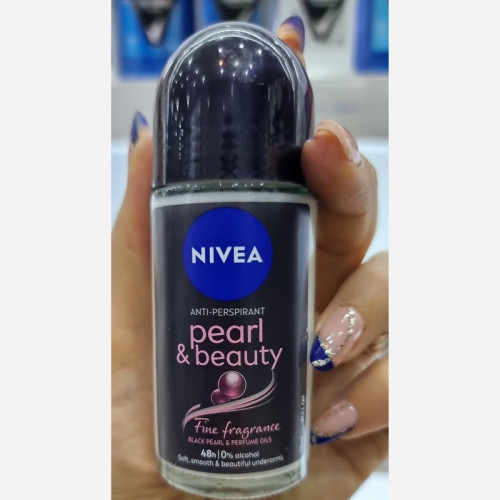 NIVEA
ANTI-PERSPIRANT
pearl
& beauty
Fine fragrance
BLACK PEARL & PERFUME OILS
48h | 0% alcohol
Soft, smooth & beautiful underarms